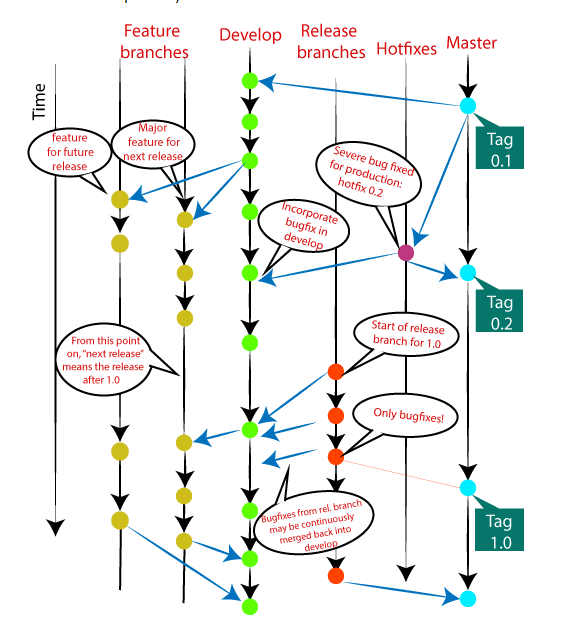 Feature
branches
Develop
Release
branches
Hotfixes
Master
Time
feature
for future
release
Major
feature for
next release
Severe bug fixed
for production:
hotfix 0.2
Tag
0.1
Incorporate
bugfix in
develop
Tag
0.2
From this point
on, "next release"
means the release
after 1.0
Start of release
branch for 1.0
Only bugfixes!
Bugfixes from rel. branch
may be continuously
merged back into
develop
Tag
1.0